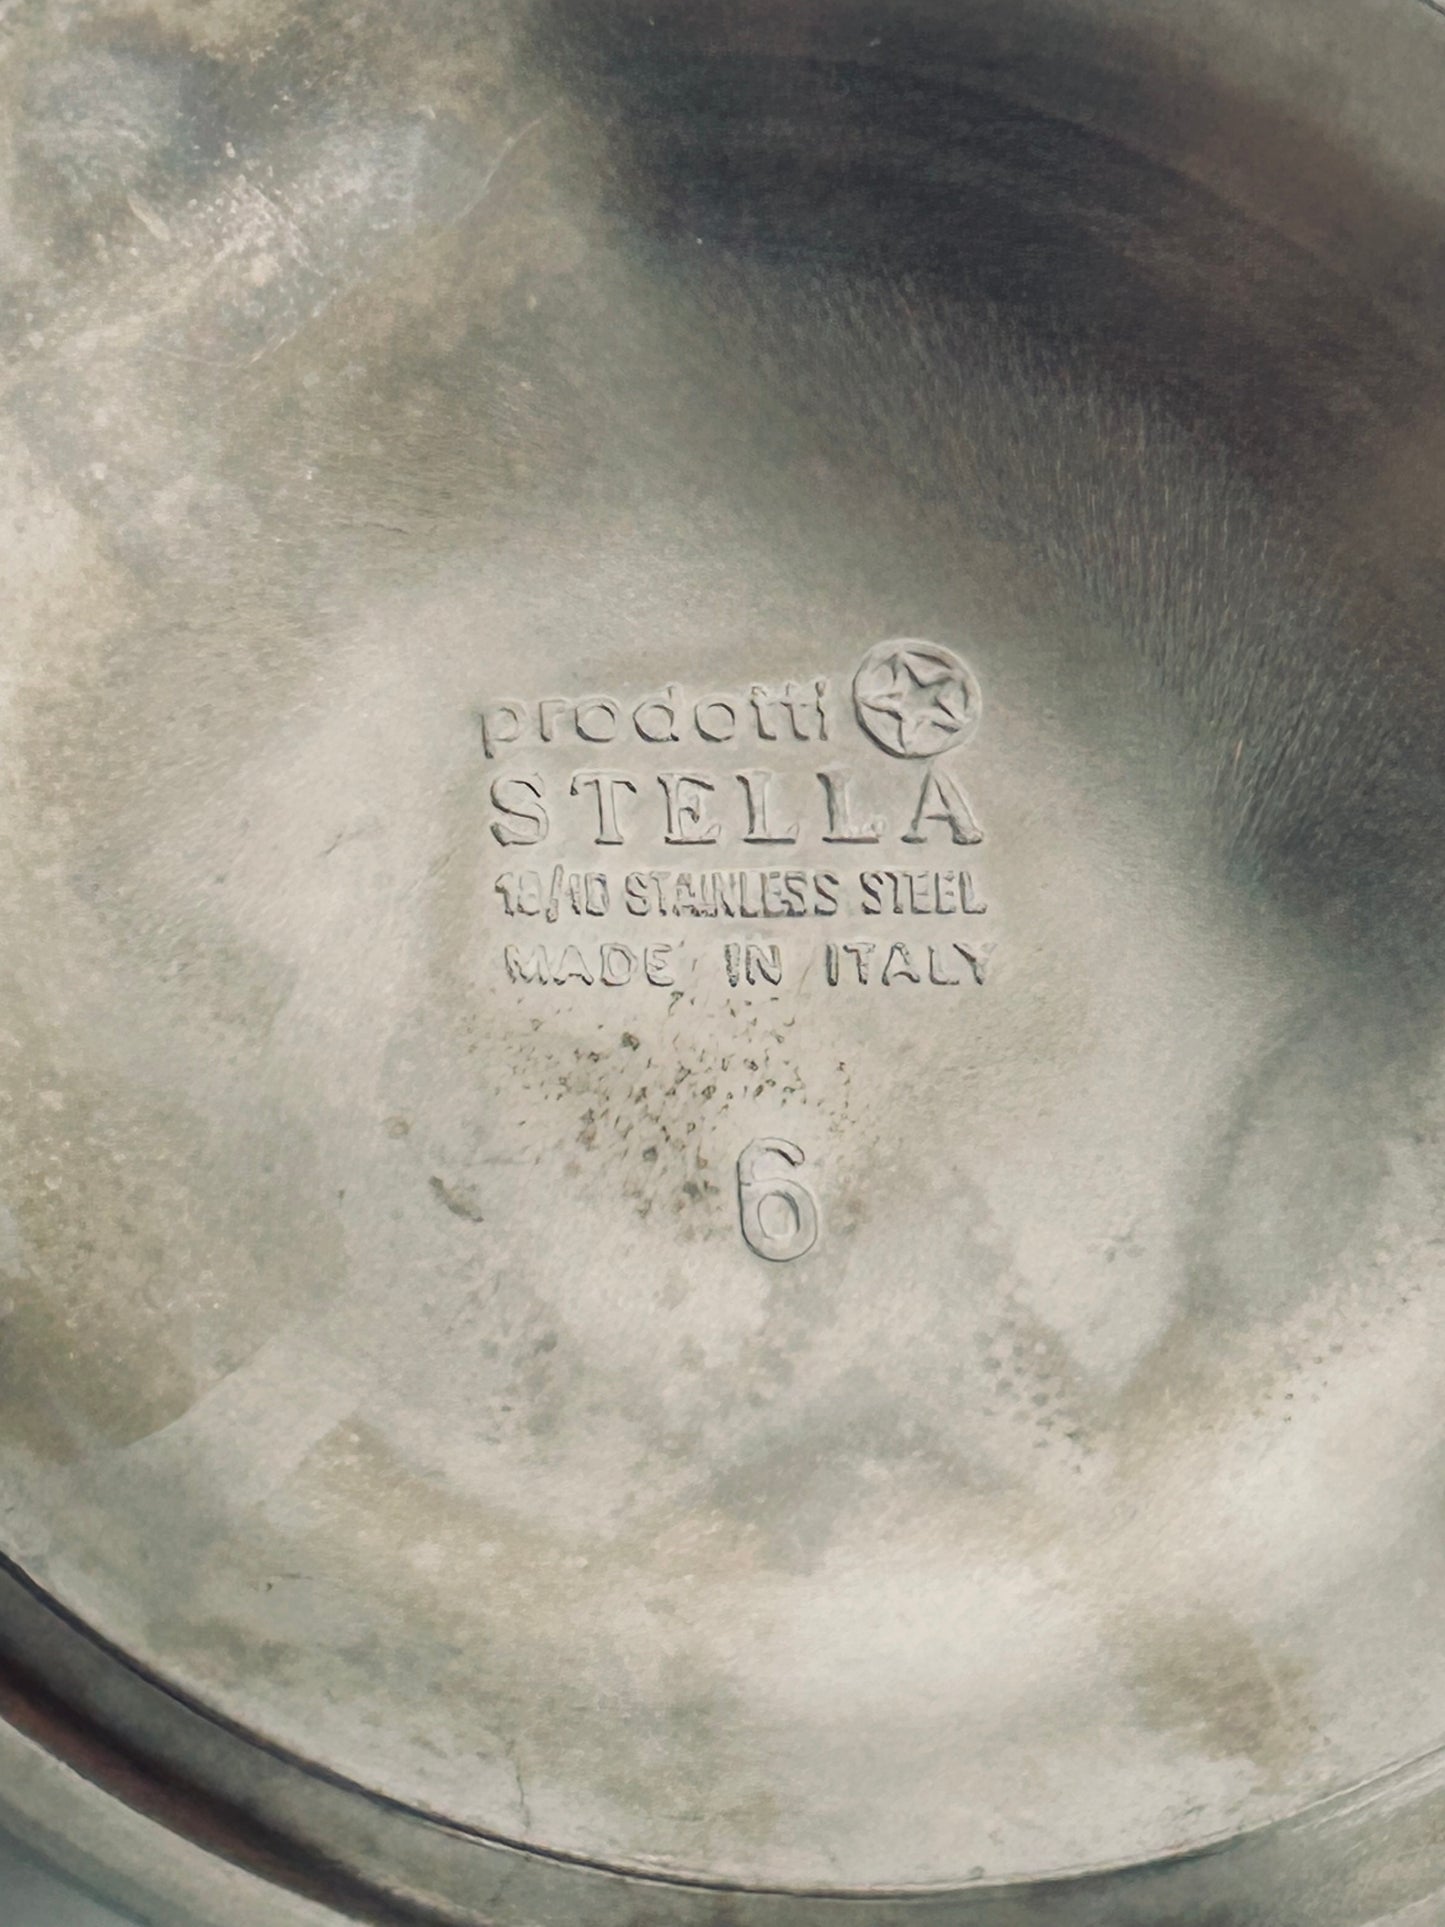 prodotti
STELLA
18/10 STAINLESS STEEL
MADE IN ITALY
6